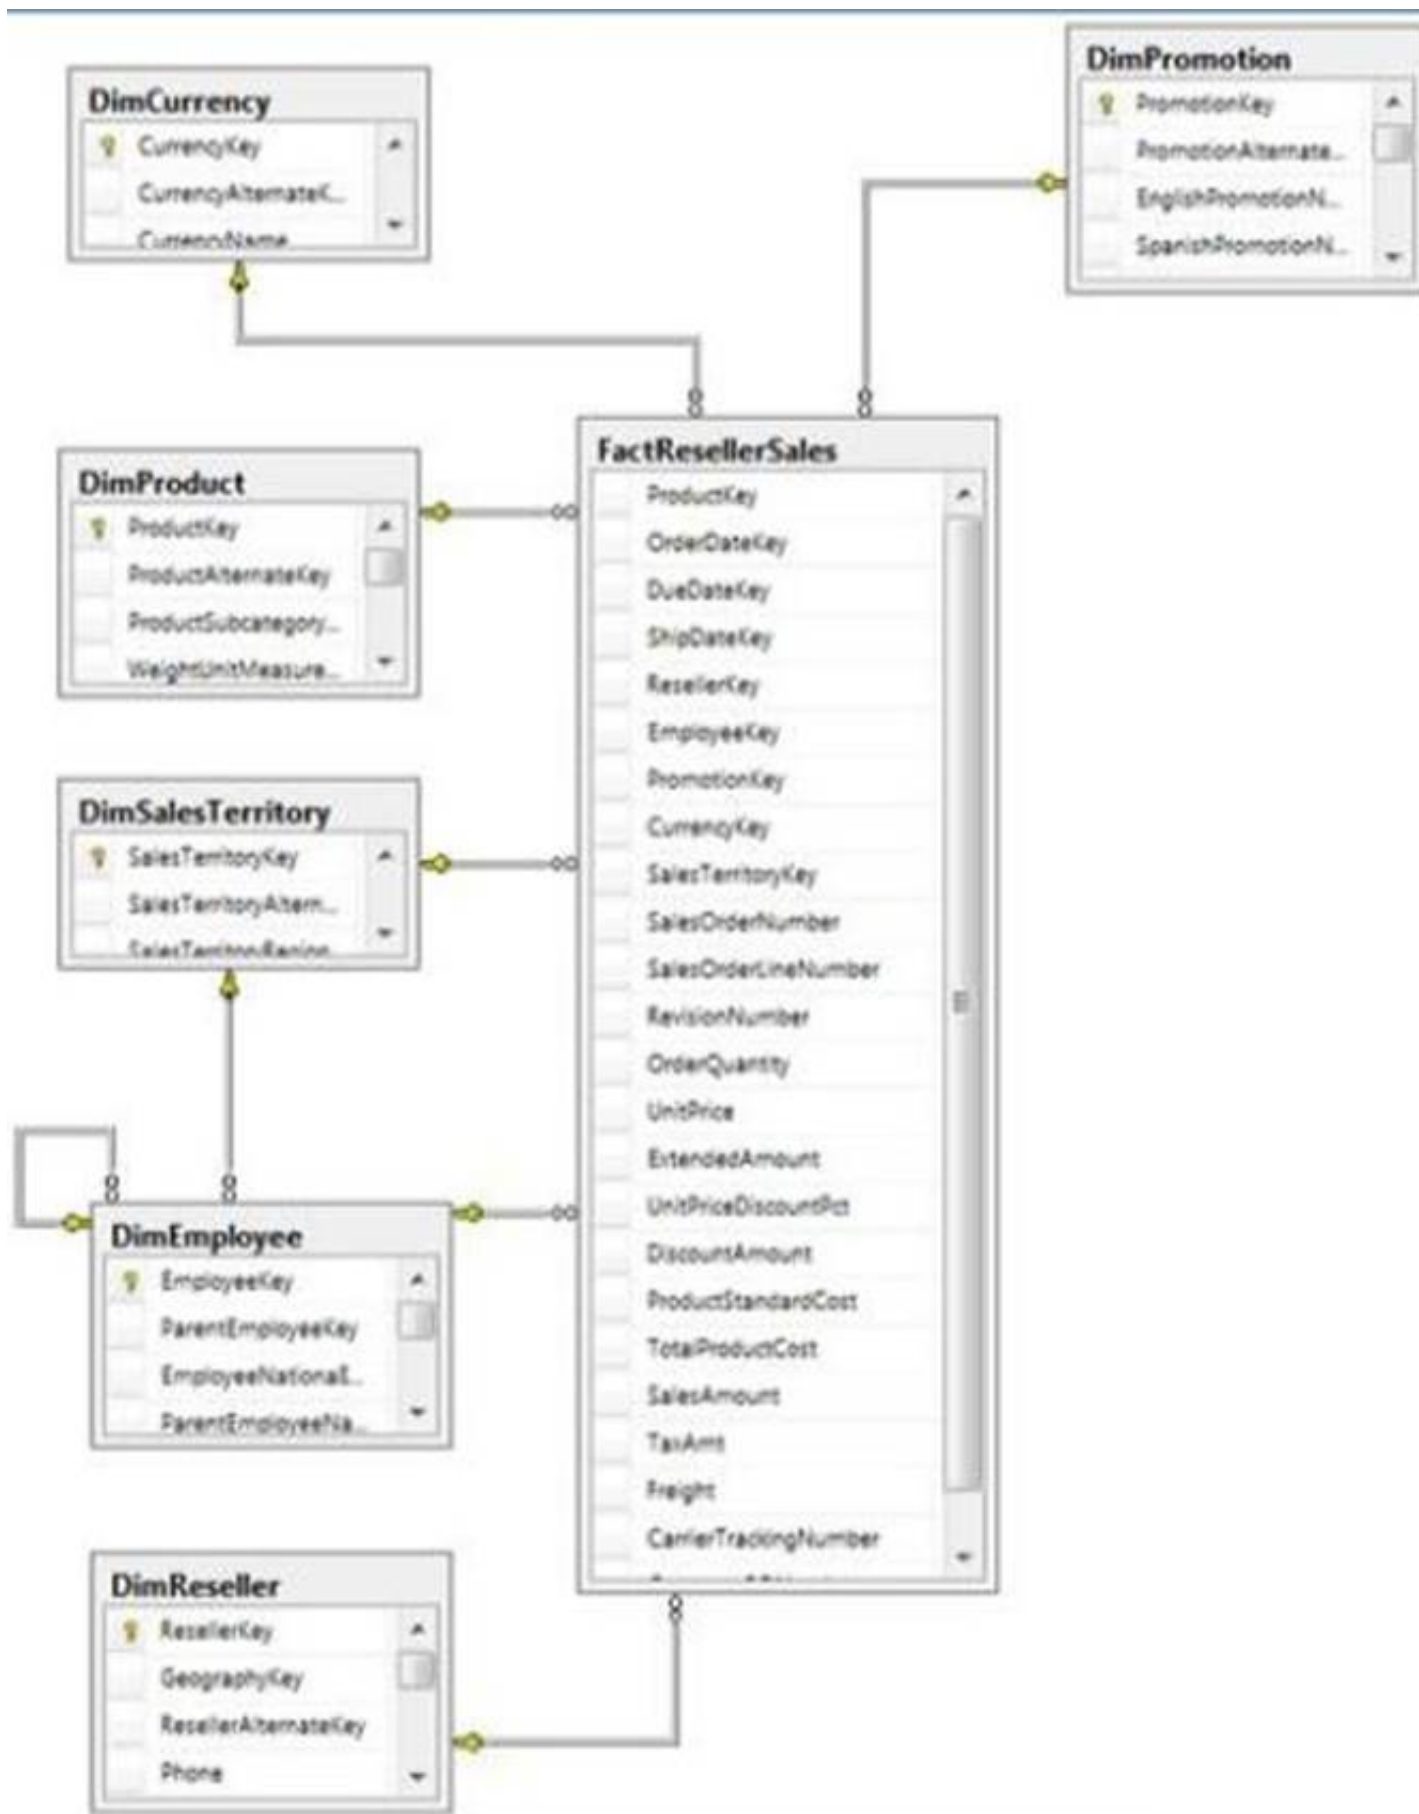 DimCurrency
CurrencyKey
CurrencyAlternateK...
CurrencyName
DimPromotion
PromotionKey
PromotionAlternate...
EnglishPromotionN...
SpanishPromotionN...
DimProduct
ProductKey
ProductAlternateKey
ProductSubcategory...
WeightUnitMeasure...
DimSalesTerritory
SalesTerritoryKey
SalesTerritoryAltern...
SalesTerritoryRegion
DimEmployee
EmployeeKey
ParentEmployeeKey
EmployeeNationalI...
ParentEmployeeNa...
DimReseller
ResellerKey
GeographyKey
ResellerAlternateKey
Phone
FactResellerSales
ProductKey
OrderDateKey
DueDateKey
ShipDateKey
ResellerKey
EmployeeKey
PromotionKey
CurrencyKey
SalesTerritoryKey
SalesOrderNumber
SalesOrderLineNumber
RevisionNumber
OrderQuantity
UnitPrice
ExtendedAmount
UnitPriceDiscountPct
DiscountAmount
ProductStandardCost
TotalProductCost
SalesAmount
TaxAmt
Freight
CarrierTrackingNumber